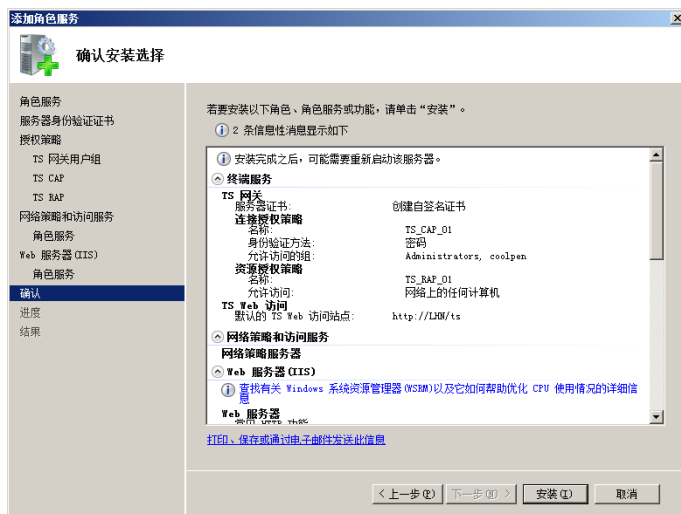 添加角色服务
确认安装选择
角色服务
服务器身份验证证书
授权策略
TS 网关用户组
TS CAP
TS RAP
网络策略和访问服务
角色服务
Web 服务器(IIS)
角色服务
确认
进度
结果
若要安装以下角色、角色服务或功能，请单击“安装”。
2 条信息性消息显示如下
安装完成之后，可能需要重新启动该服务器。
终端服务
TS 网关
服务器证书: 创建自签名证书
连接授权策略
名称: TS_CAP_01
身份验证方法: 密码
允许访问的组: Administrators, coolpen
资源授权策略
名称: TS_RAP_01
允许访问: 网络上的任何计算机
TS Web 访问
默认的 TS Web 访问站点: http://LHN/ts
网络策略和访问服务
网络策略服务器
Web 服务器(IIS)
查找有关 Windows 系统资源管理器(WSRM)以及它如何帮助优化 CPU 使用情况的详细信
息
Web 服务器
常见 HTTP 功能
打印、保存或通过电子邮件发送此信息
< 上一步(P) 下一步(N) > 安装(I) 取消